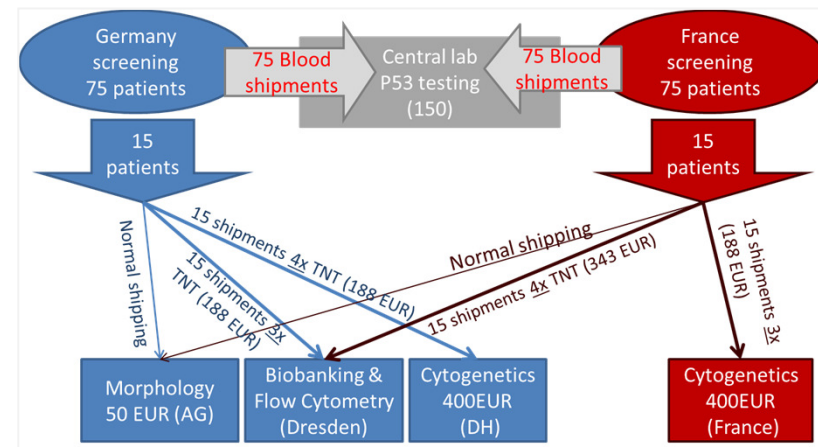 Germany
screening
75 patients
75 Blood
shipments
Central lab
P53 testing
(150)
75 Blood
shipments
France
screening
75 patients
15
patients
15
patients
Normal shipping
15 shipments 3x
TNT (188 EUR)
15 shipments 4x TNT (188 EUR)
Normal shipping
15 shipments 4x TNT (343 EUR)
15 shipments 3x
(188 EUR)
Morphology
50 EUR (AG)
Biobanking &
Flow Cytometry
(Dresden)
Cytogenetics
400EUR
(DH)
Cytogenetics
400EUR
(France)